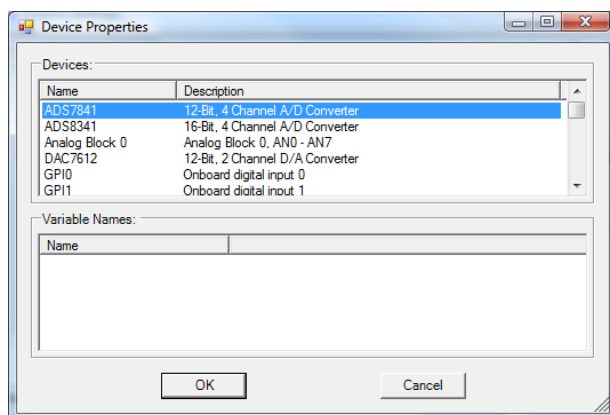 Device Properties
Devices:
Name Description
ADS7841 12-Bit, 4 Channel A/D Converter
ADS8341 16-Bit, 4 Channel A/D Converter
Analog Block 0 Analog Block 0, AN0 - AN7
DAC7612 12-Bit, 2 Channel D/A Converter
GPI0 Onboard digital input 0
GPI1 Onboard digital input 1
Variable Names:
Name
OK Cancel